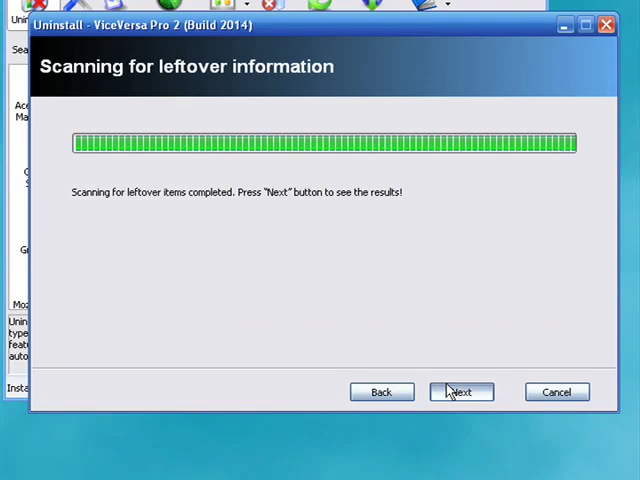 Uninstall - ViceVersa Pro 2 (Build 2014)
Scanning for leftover information
Scanning for leftover items completed. Press "Next" button to see the results!
Back
Next
Cancel